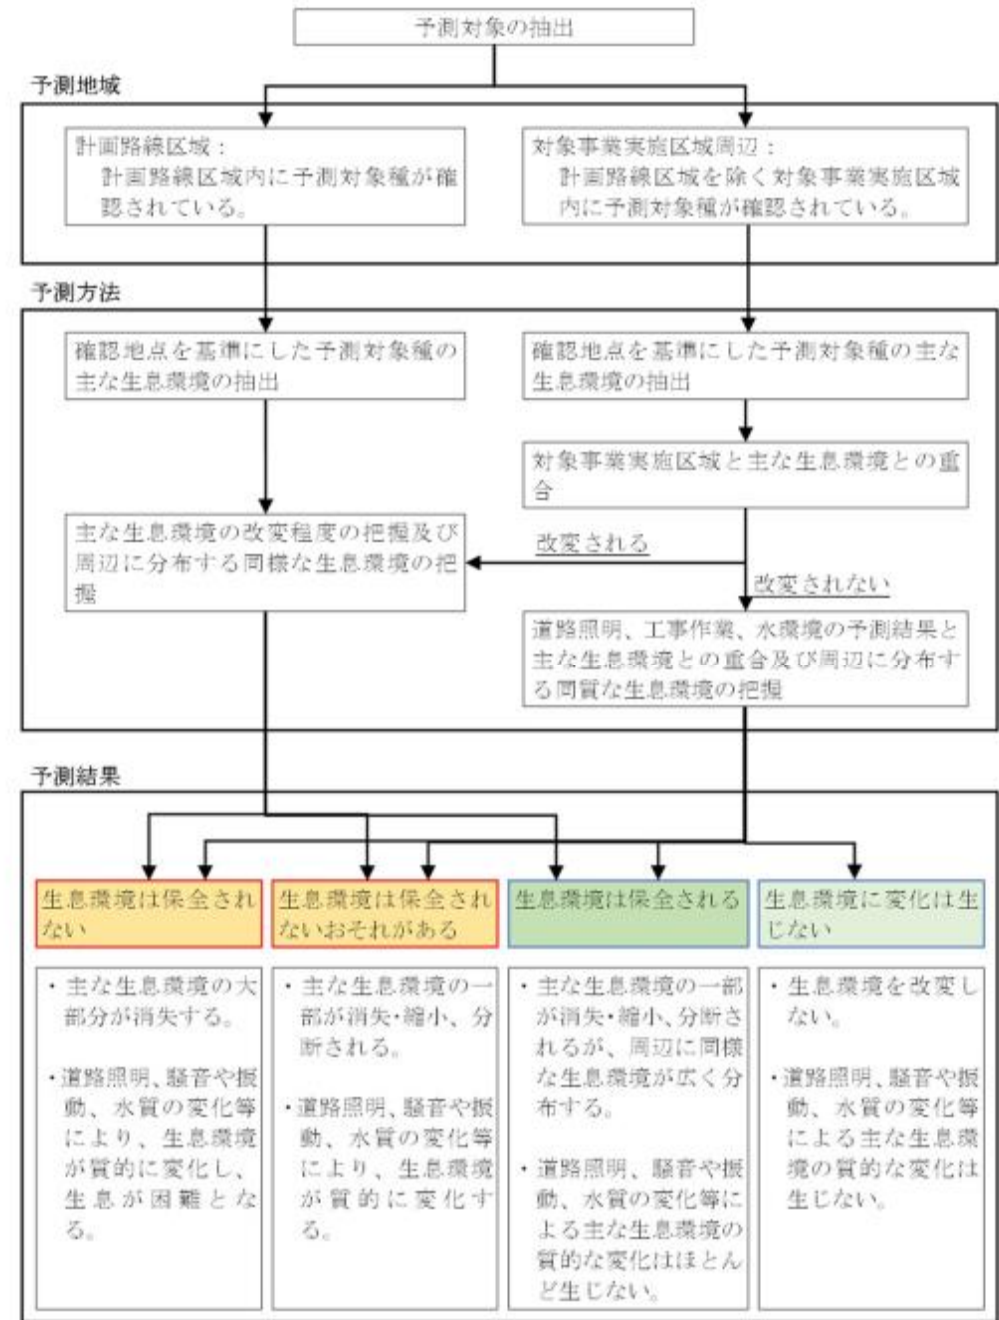 予測対象の抽出
予測地域
計画路線区域：
計画路線区域内に予測対象種が確
認されている。
対象事業実施区域周辺：
計画路線区域を除く対象事業実施区域
内に予測対象種が確認されている。
予測方法
確認地点を基準にした予測対象種の
主な生息環境の抽出
確認地点を基準にした予測対象種の主な
生息環境の抽出
対象事業実施区域と主な生息環境との重
合
主な生息環境の改変程度の把握及び
周辺に分布する同様な生息環境の把
握
改変される
改変されない
道路照明、工事作業、水環境の予測結果と
主な生息環境との重合及び周辺に分布す
る同質な生息環境の把握
予測結果
生息環境は保全され
ない
・主な生息環境の大
部分が消失する。
・道路照明、騒音や振
動、水質の変化等
により、生息環境
が質的に変化し、
生息が困難とな
る。
生息環境は保全され
ないおそれがある
・主な生息環境の一
部が消失・縮小、分
断される。
・道路照明、騒音や振
動、水質の変化等
により、生息環境
が質的に変化す
る。
生息環境は保全される
・主な生息環境の一部
が消失・縮小、分断さ
れるが、周辺に同様
な生息環境が広く分
布する。
・道路照明、騒音や振
動、水質の変化等に
よる主な生息環境の
質的な変化はほとん
ど生じない。
生息環境に変化は生
じない
・生息環境を改変し
ない。
・道路照明、騒音や振
動、水質の変化等
による主な生息環
境の質的な変化は
生じない。